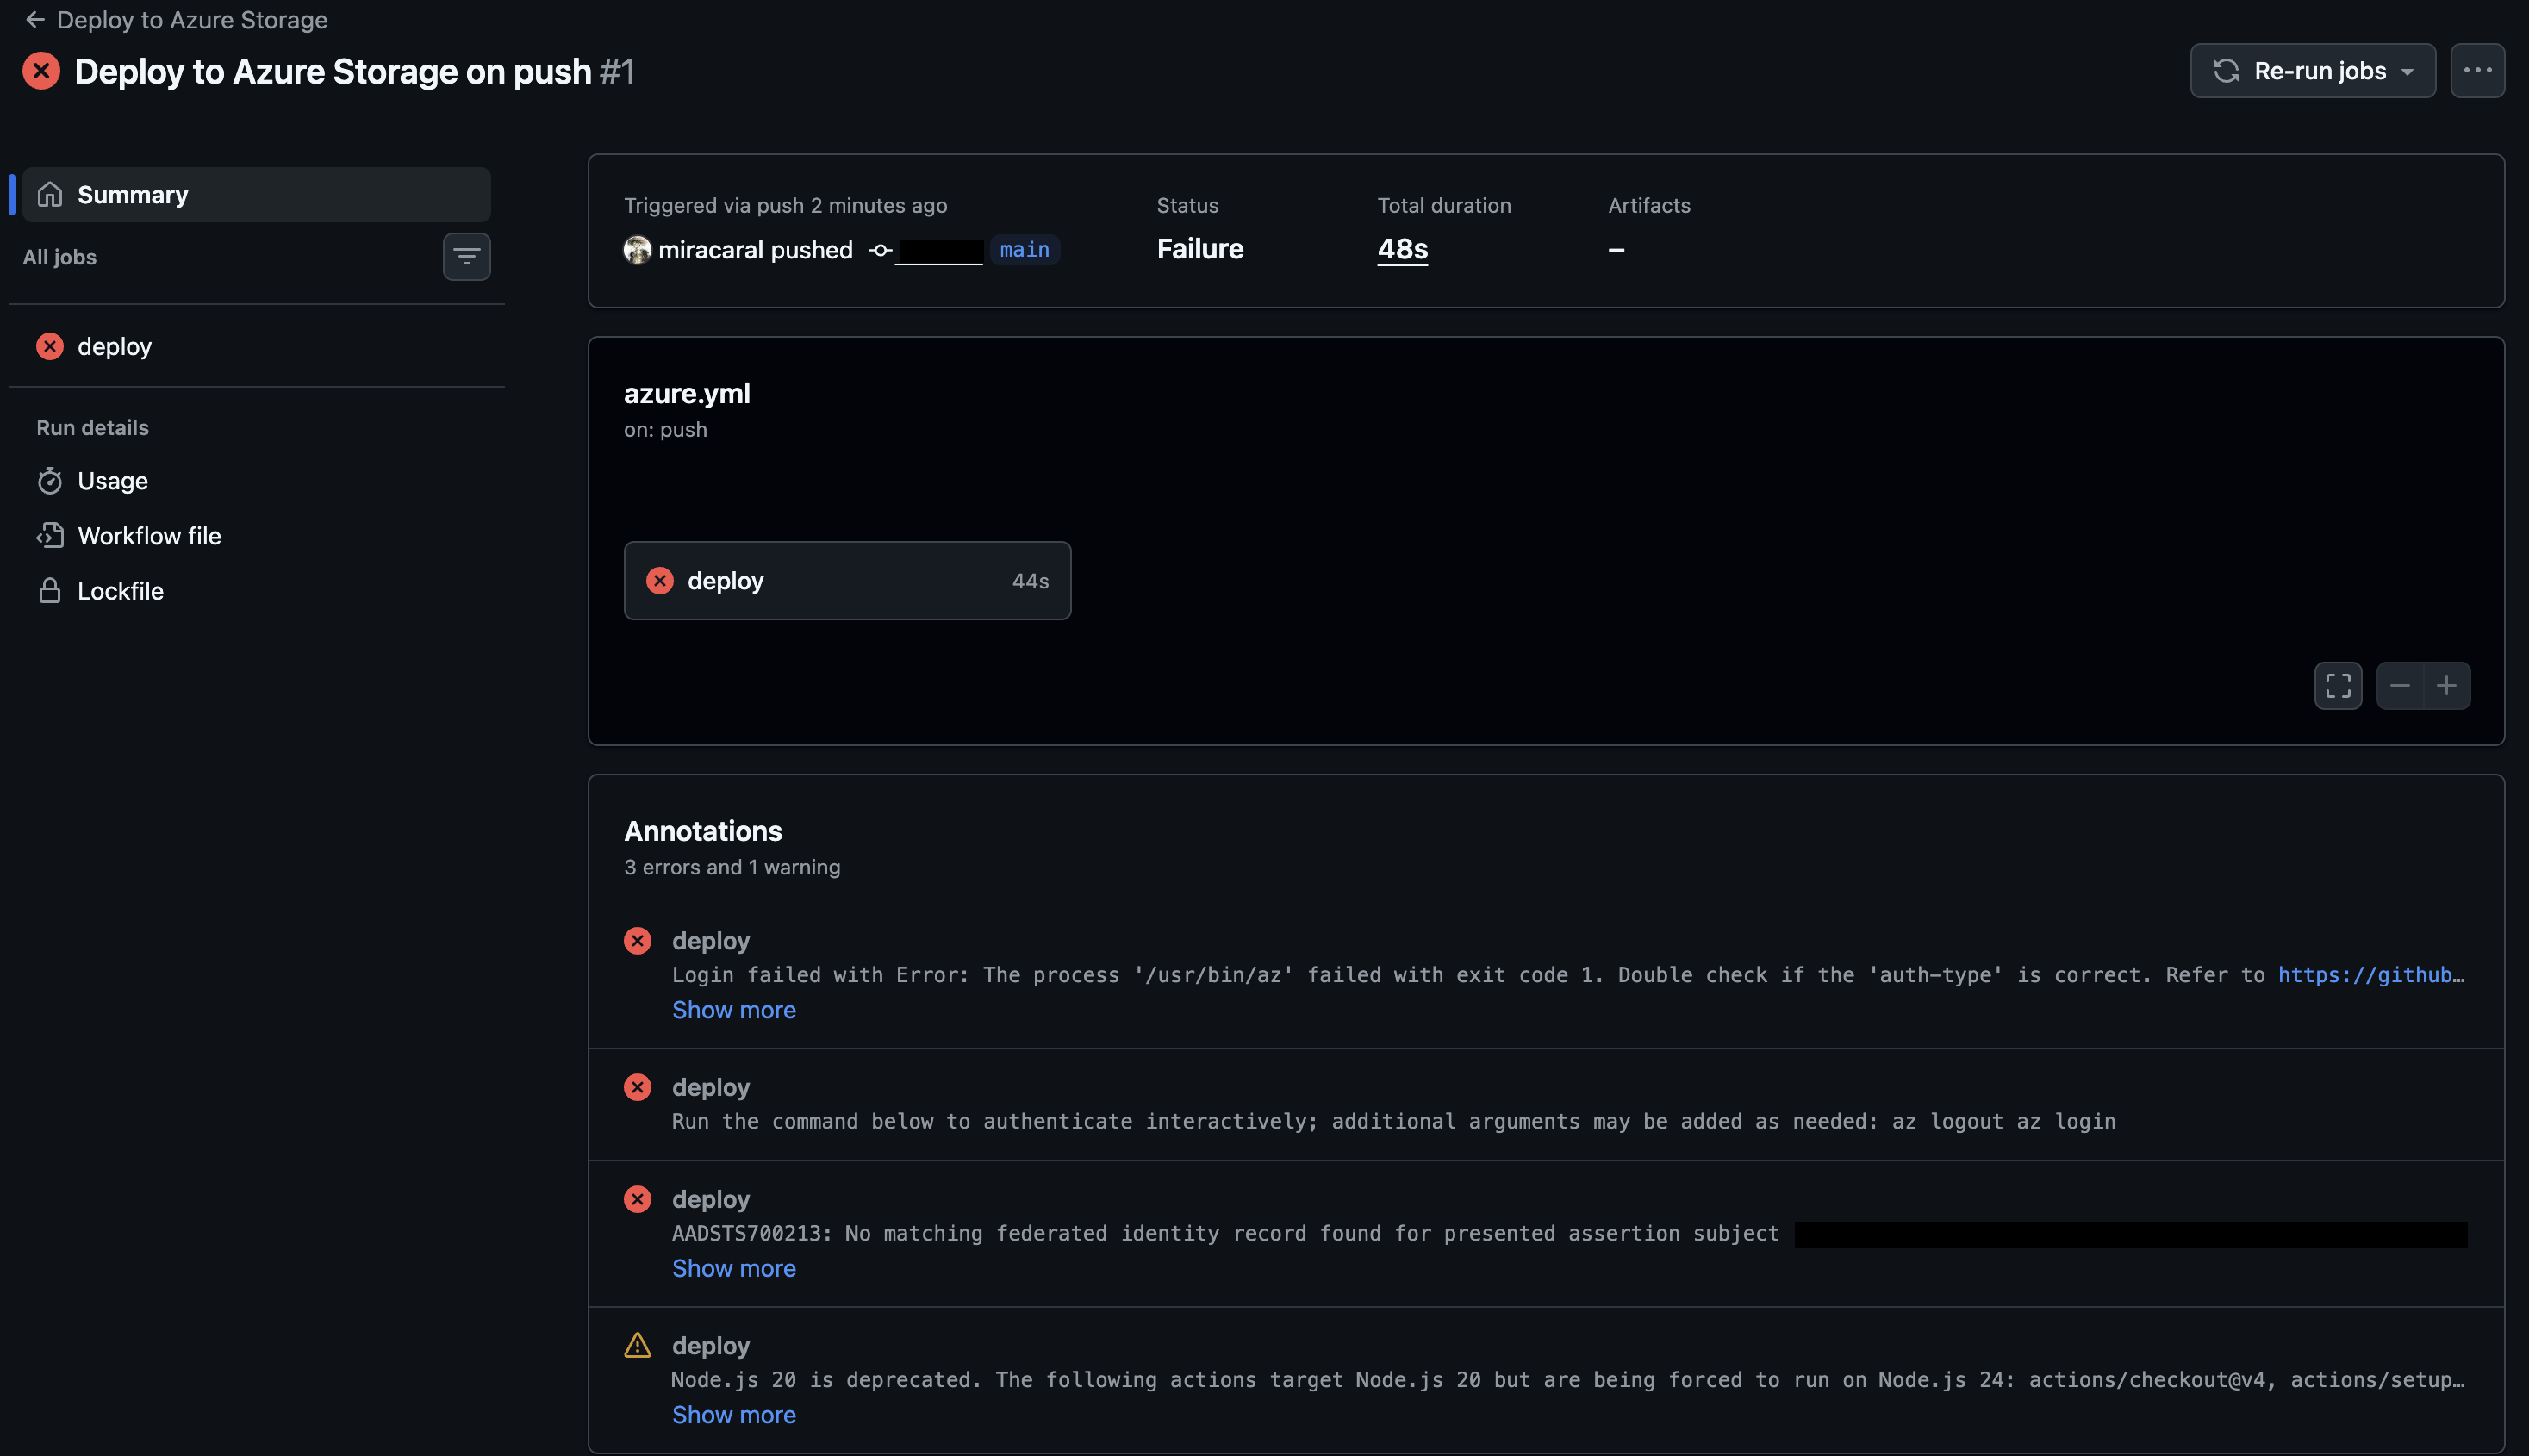 Deploy to Azure Storage
Deploy to Azure Storage on push #1
Re-run jobs
Summary
All jobs
deploy
Run details
Usage
Workflow file
Lockfile
Triggered via push 2 minutes ago
miracaral pushed
main
Status
Failure
Total duration
48s
Artifacts
–
azure.yml
on: push
deploy
44s
Annotations
3 errors and 1 warning
deploy
Login failed with Error: The process '/usr/bin/az' failed with exit code 1. Double check if the 'auth-type' is correct. Refer to https://github…
Show more
deploy
Run the command below to authenticate interactively; additional arguments may be added as needed: az logout az login
deploy
AADSTS700213: No matching federated identity record found for presented assertion subject
Show more
deploy
Node.js 20 is deprecated. The following actions target Node.js 20 but are being forced to run on Node.js 24: actions/checkout@v4, actions/setup…
Show more